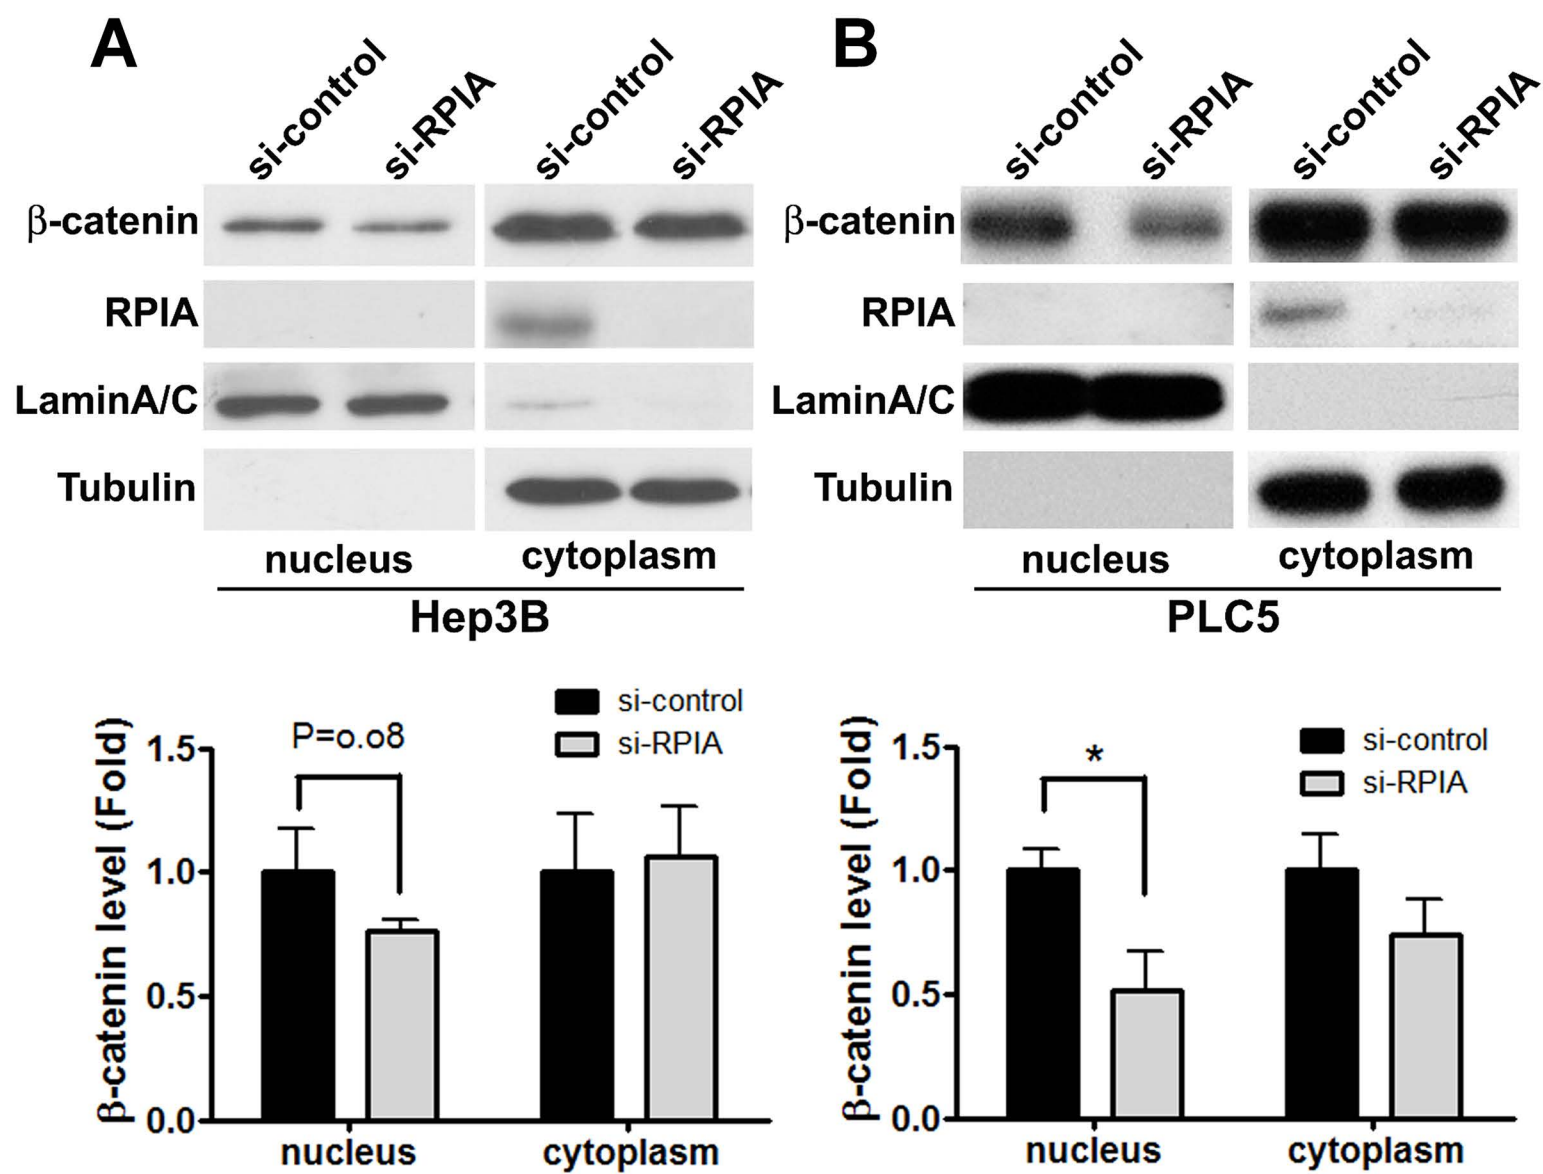 A
si-control si-RPIA si-control si-RPIA
β-catenin
RPIA
LaminA/C
Tubulin
nucleus cytoplasm
Hep3B
B
si-control si-RPIA si-control si-RPIA
β-catenin
RPIA
LaminA/C
Tubulin
nucleus cytoplasm
PLC5
β-catenin level (Fold)
si-control
si-RPIA
P=0.08
1.5
1.0
0.5
0.0
nucleus cytoplasm
β-catenin level (Fold)
si-control
si-RPIA
*
1.5
1.0
0.5
0.0
nucleus cytoplasm